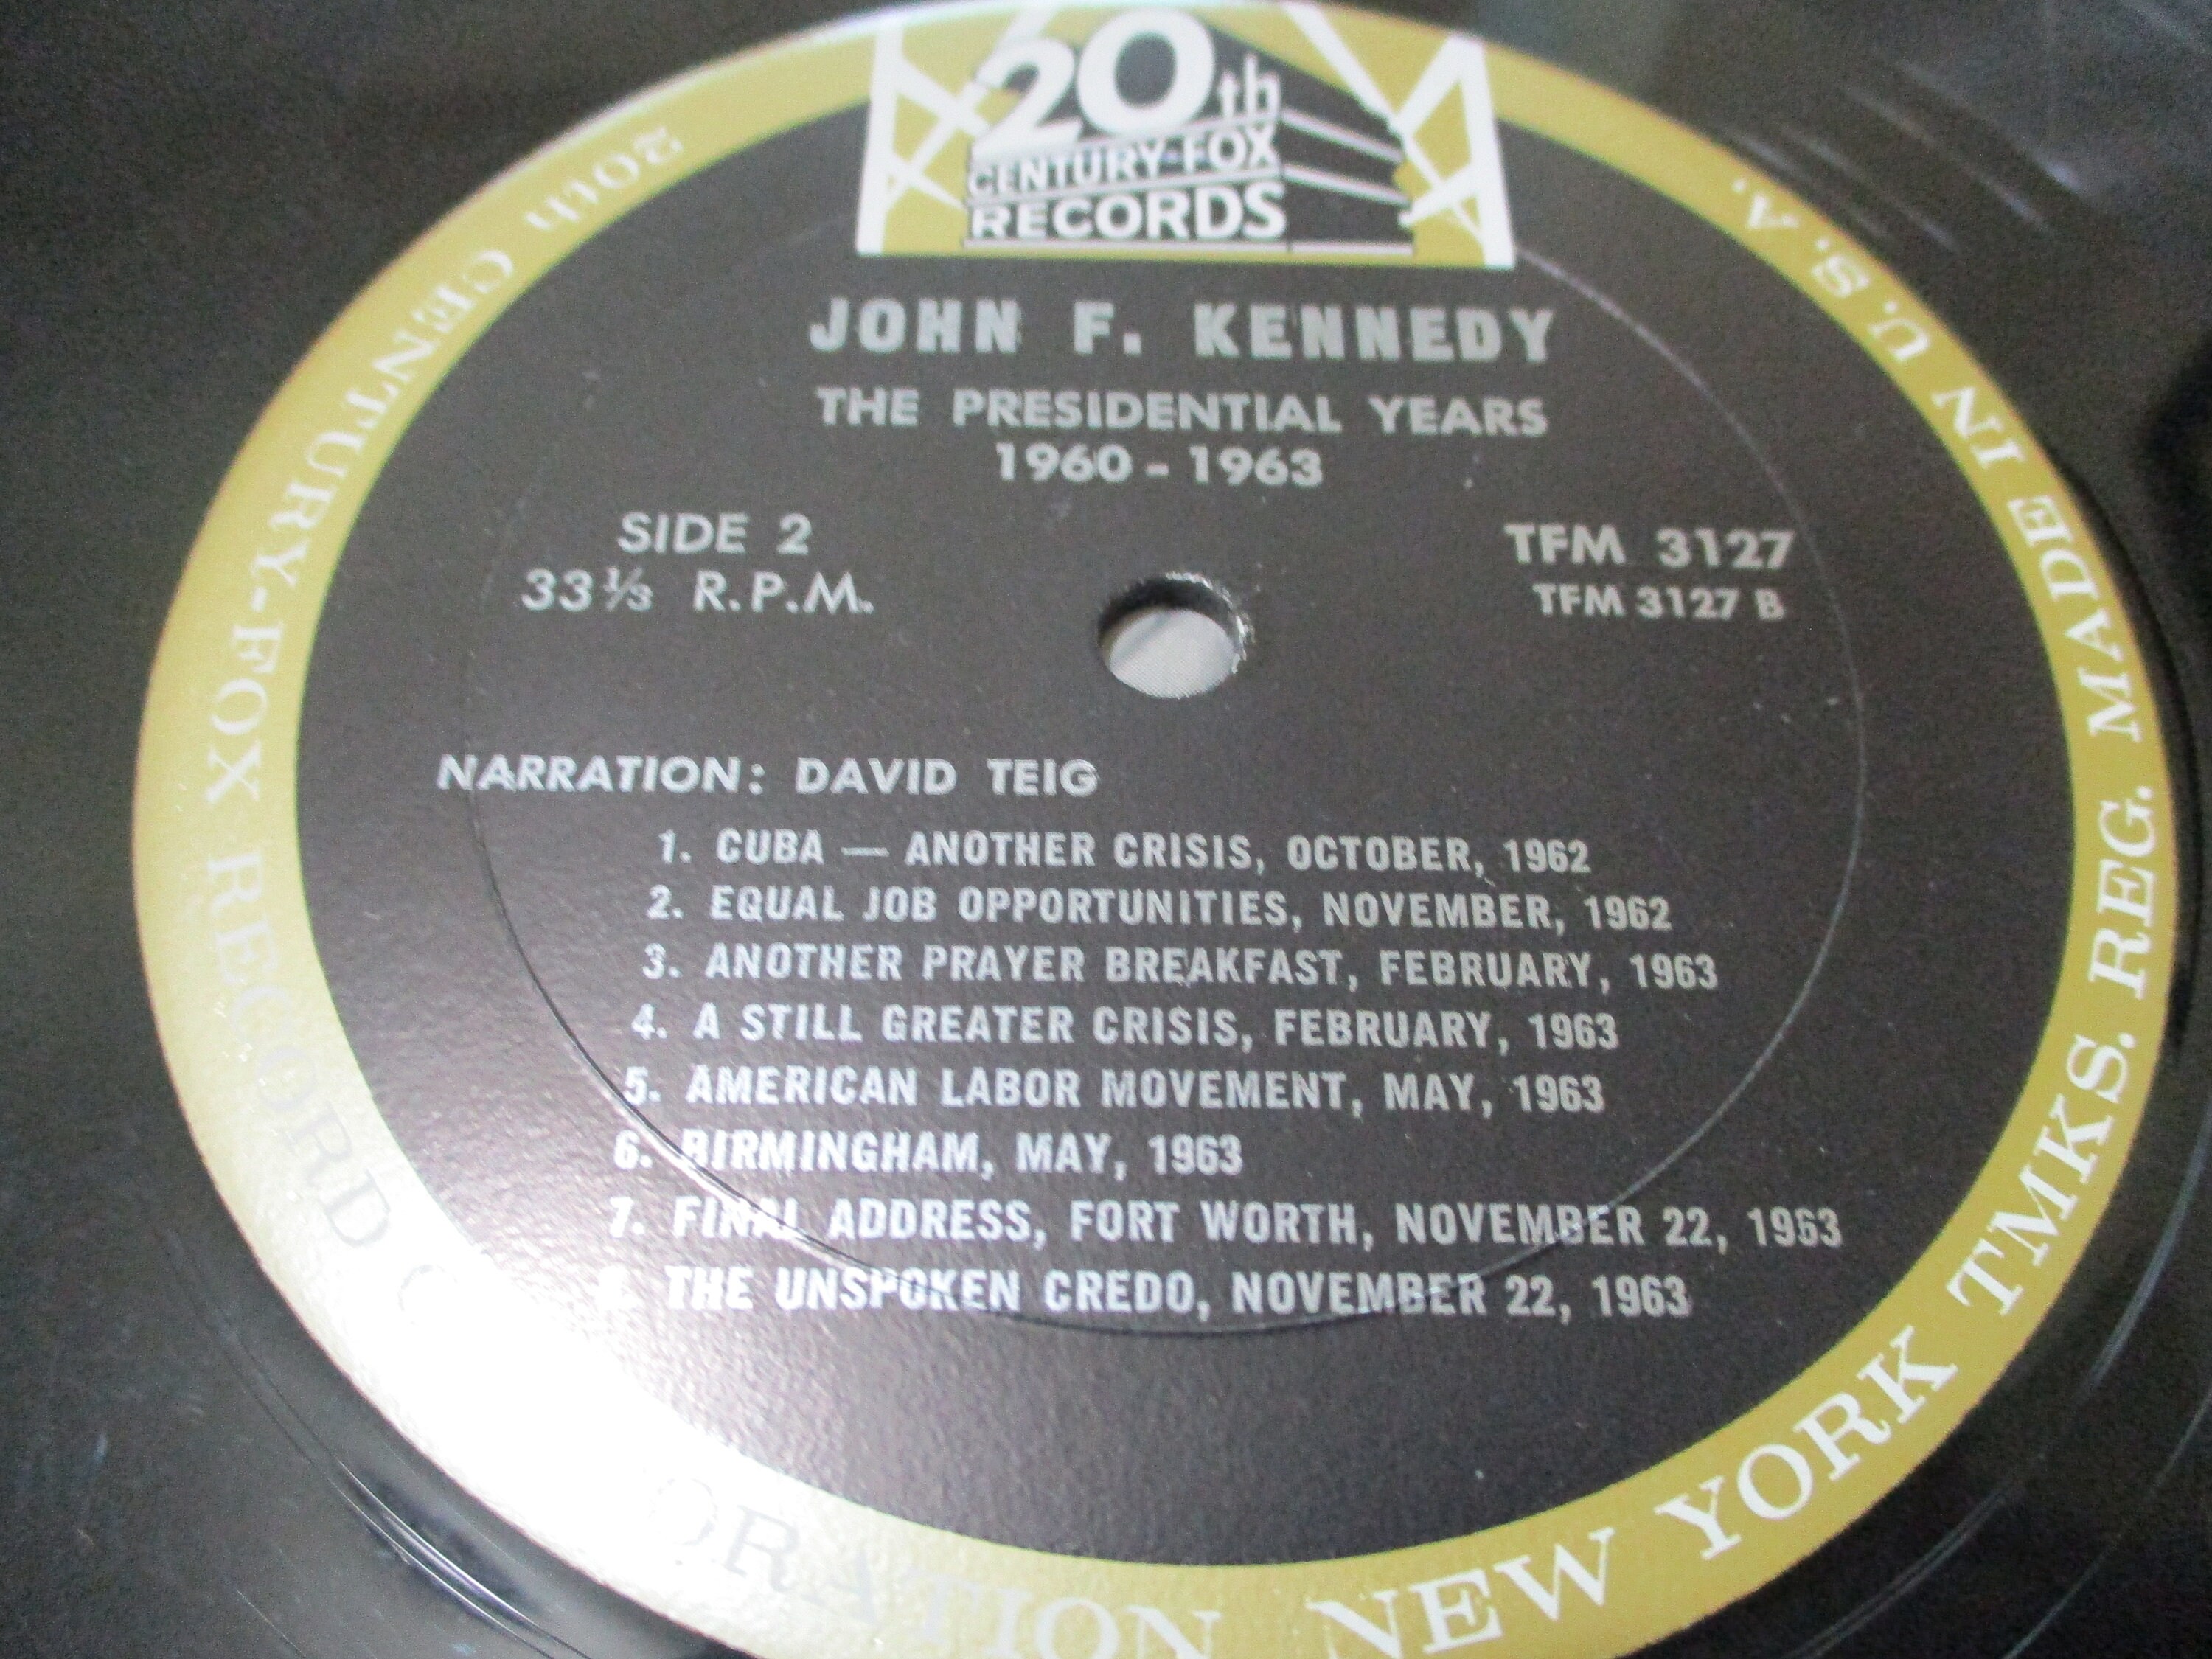 20th
CENTURY-FOX
RECORDS
JOHN F. KENNEDY
THE PRESIDENTIAL YEARS
1960 - 1963
SIDE 2
33⅓ R.P.M.
TFM 3127
TFM 3127 B
NARRATION: DAVID TEIG
1. CUBA — ANOTHER CRISIS, OCTOBER, 1962
2. EQUAL JOB OPPORTUNITIES, NOVEMBER, 1962
3. ANOTHER PRAYER BREAKFAST, FEBRUARY, 1963
4. A STILL GREATER CRISIS, FEBRUARY, 1963
5. AMERICAN LABOR MOVEMENT, MAY, 1963
6. BIRMINGHAM, MAY, 1963
7. FINAL ADDRESS, FORT WORTH, NOVEMBER 22, 1963
8. THE UNSPOKEN CREDO, NOVEMBER 22, 1963
20th CENTURY-FOX RECORD NEW YORK TMKS. REG. MADE IN U. S. A.